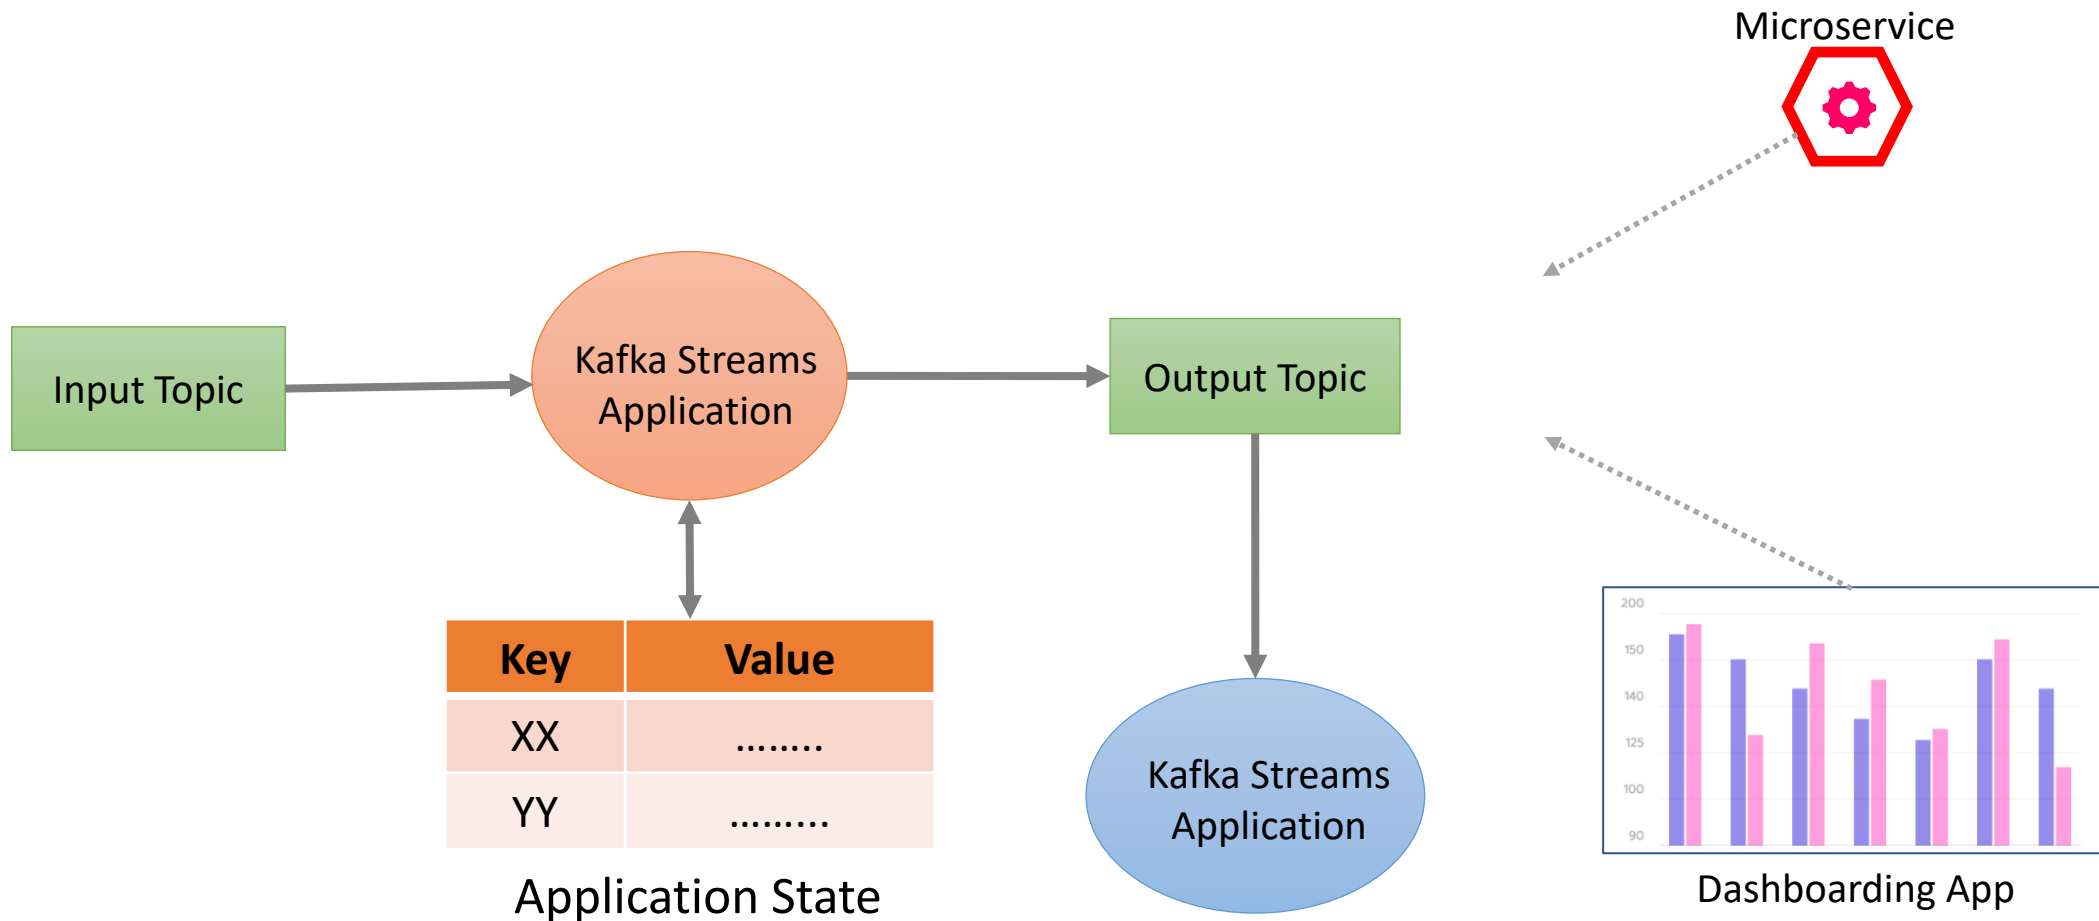 Microservice
Input Topic
Kafka Streams
Application
Output Topic
Key Value
XX ........
YY .........
Application State
Kafka Streams
Application
200
150
140
125
100
90
Dashboarding App